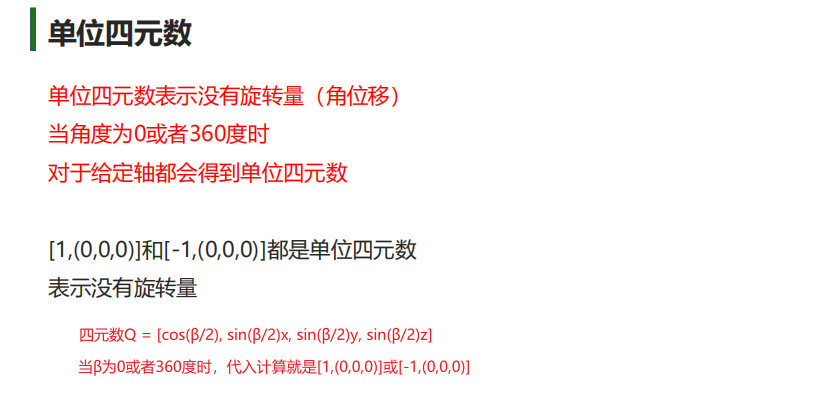 单位四元数
单位四元数表示没有旋转量（角位移）
当角度为0或者360度时
对于给定轴都会得到单位四元数
[1,(0,0,0)]和[-1,(0,0,0)]都是单位四元数
表示没有旋转量
四元数Q = [cos(β/2), sin(β/2)x, sin(β/2)y, sin(β/2)z]
当β为0或者360度时，代入计算就是[1,(0,0,0)]或[-1,(0,0,0)]